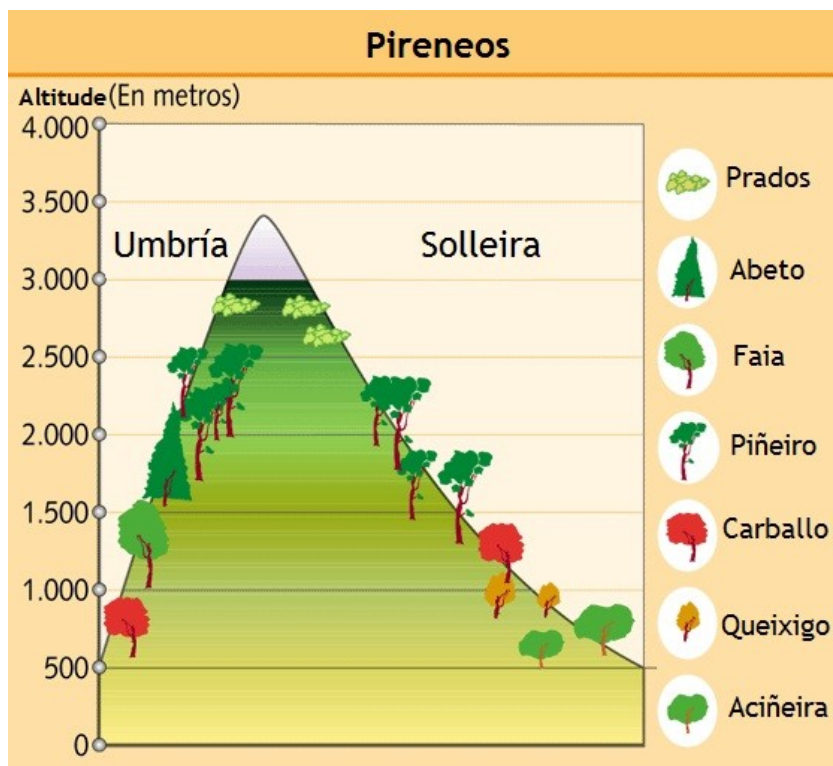 Pireneos
Altitude (En metros)
4.000
3.500
3.000
2.500
2.000
1.500
1.000
500
0
Umbría
Solleira
Prados
Abeto
Faia
Piñeiro
Carballo
Queixigo
Aciñeira